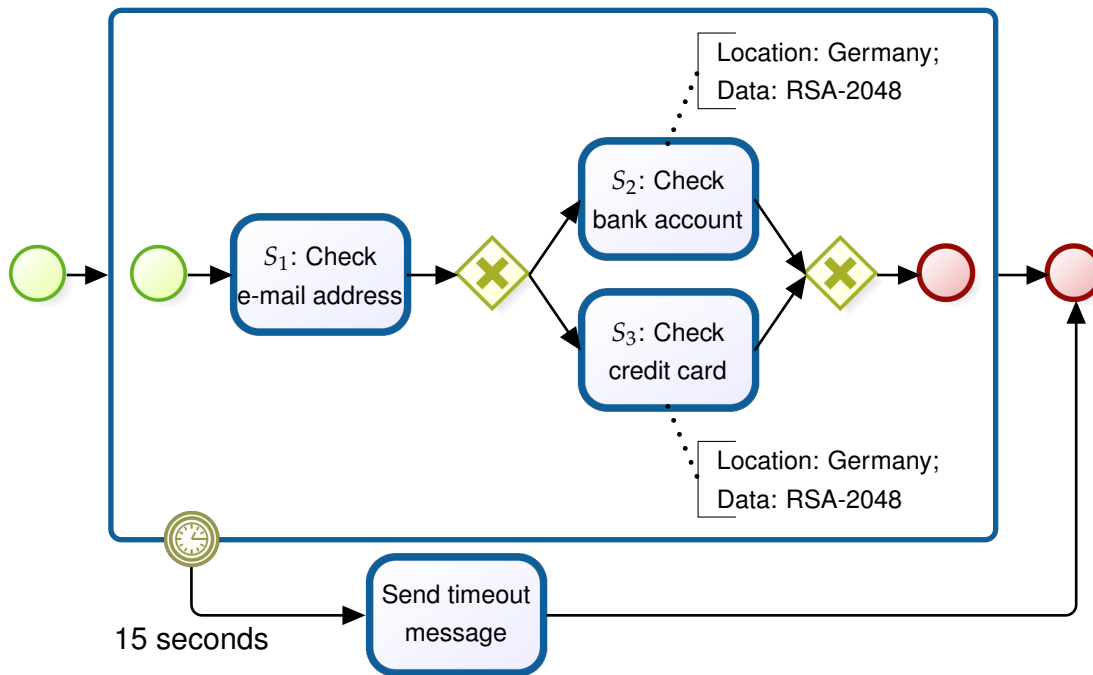 Location: Germany;
Data: RSA-2048
S₂: Check
bank account
S₁: Check
e-mail address
S₃: Check
credit card
Location: Germany;
Data: RSA-2048
Send timeout
message
15 seconds